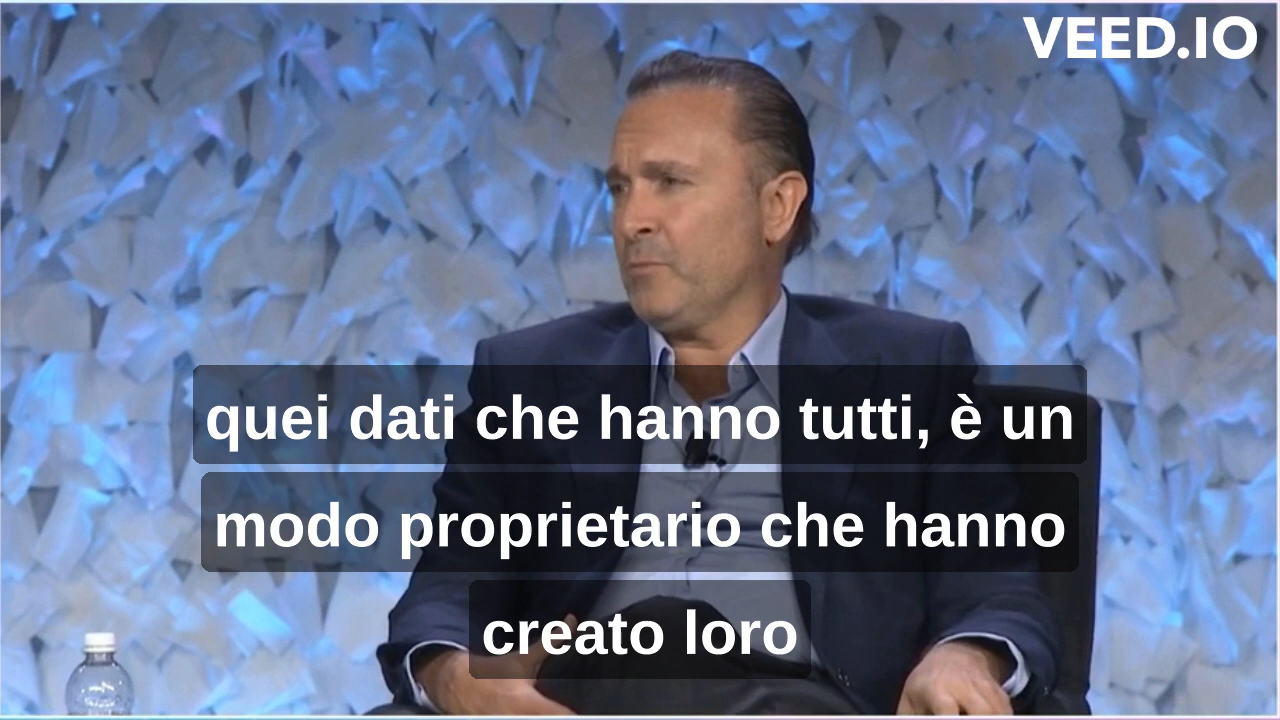 VEED.IO
quei dati che hanno tutti, è un
modo proprietario che hanno
creato loro